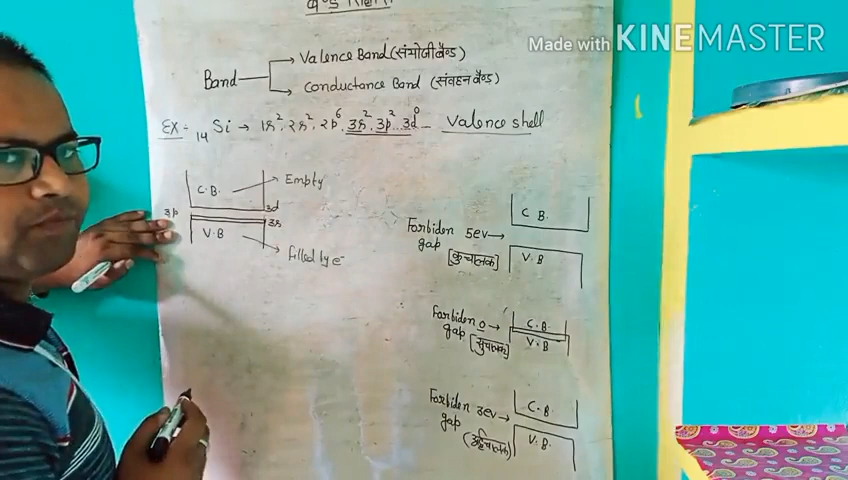 बैण्ड सिद्धान्त
Made with KINEMASTER
Band
Valence Band (संयोजी बैण्ड)
Conductance Band (संवहन बैण्ड)
Ex:- 14 Si → 1s², 2s², 2p⁶ 3s², 3p²...3d⁰ Valence shell
C.B. Empty
3p 3d
3s
V.B filled by e⁻
C B.
Forbiden 5ev→
gap
[कुचालक] V.B
Forbiden 0→ C.B.
gap [सुचालक] V.B.
Forbiden 3ev→ C.B.
gap
(अर्द्धचालक) V.B.